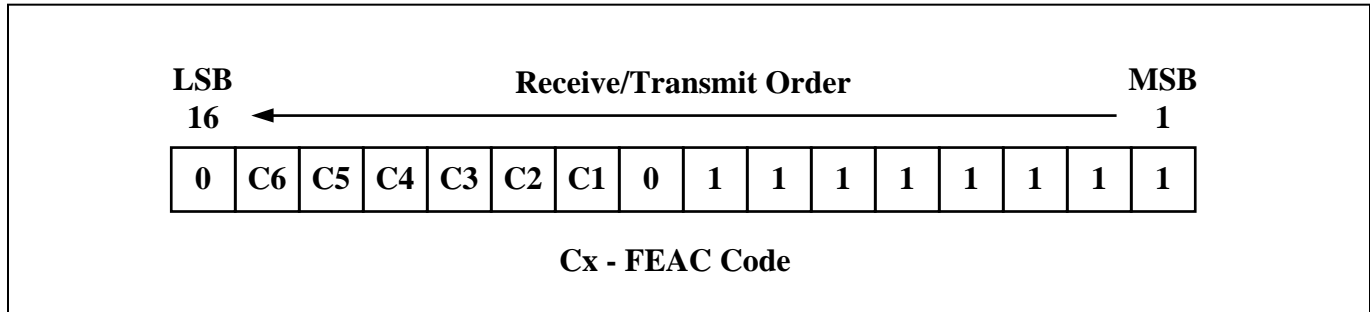 LSB Receive/Transmit Order MSB
16 1
0 C6 C5 C4 C3 C2 C1 0 1 1 1 1 1 1 1 1
Cx - FEAC Code